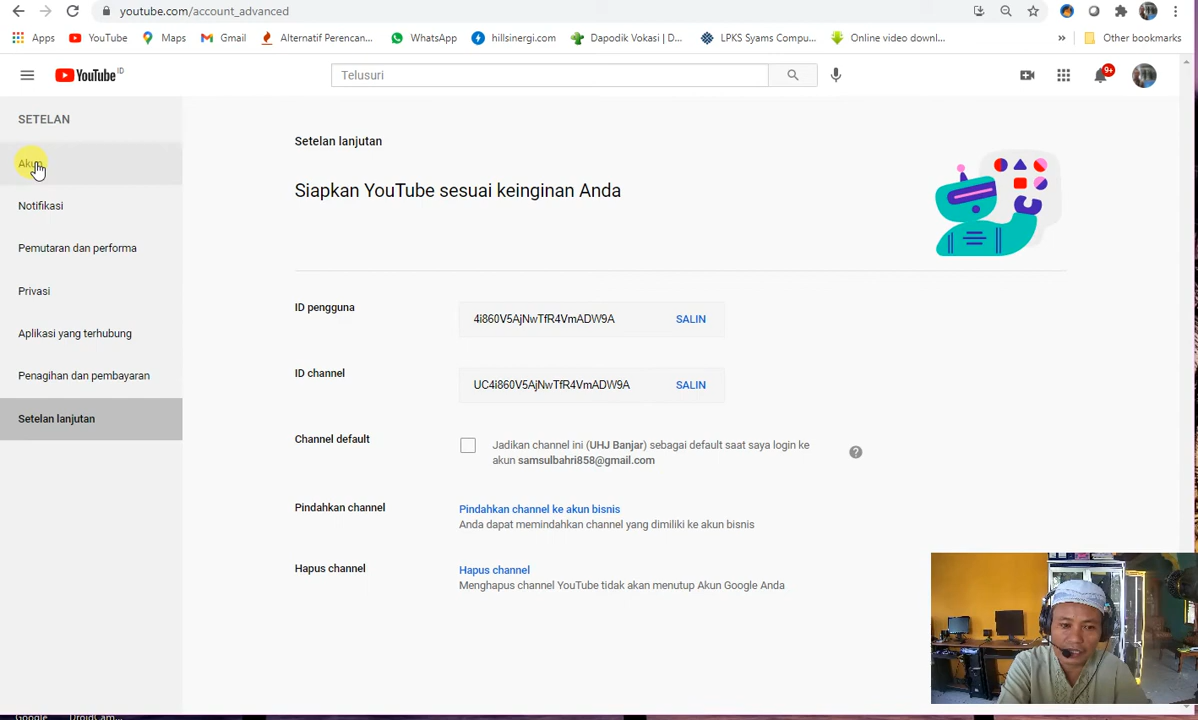 youtube.com/account_advanced
Apps YouTube Maps Gmail Alternatif Perencan... WhatsApp hillsinergi.com Dapodik Vokasi | D... LPKS Syams Compu... Online video downl... » Other bookmarks
YouTube ID Telusuri 9+
SETELAN
Akun
Notifikasi
Pemutaran dan performa
Privasi
Aplikasi yang terhubung
Penagihan dan pembayaran
Setelan lanjutan
Setelan lanjutan
Siapkan YouTube sesuai keinginan Anda
ID pengguna 4i860V5AjNwTfR4VmADW9A SALIN
ID channel UC4i860V5AjNwTfR4VmADW9A SALIN
Channel default Jadikan channel ini (UHJ Banjar) sebagai default saat saya login ke
akun samsulbahri858@gmail.com ?
Pindahkan channel Pindahkan channel ke akun bisnis
Anda dapat memindahkan channel yang dimiliki ke akun bisnis
Hapus channel Hapus channel
Menghapus channel YouTube tidak akan menutup Akun Google Anda
Google DroidCam...